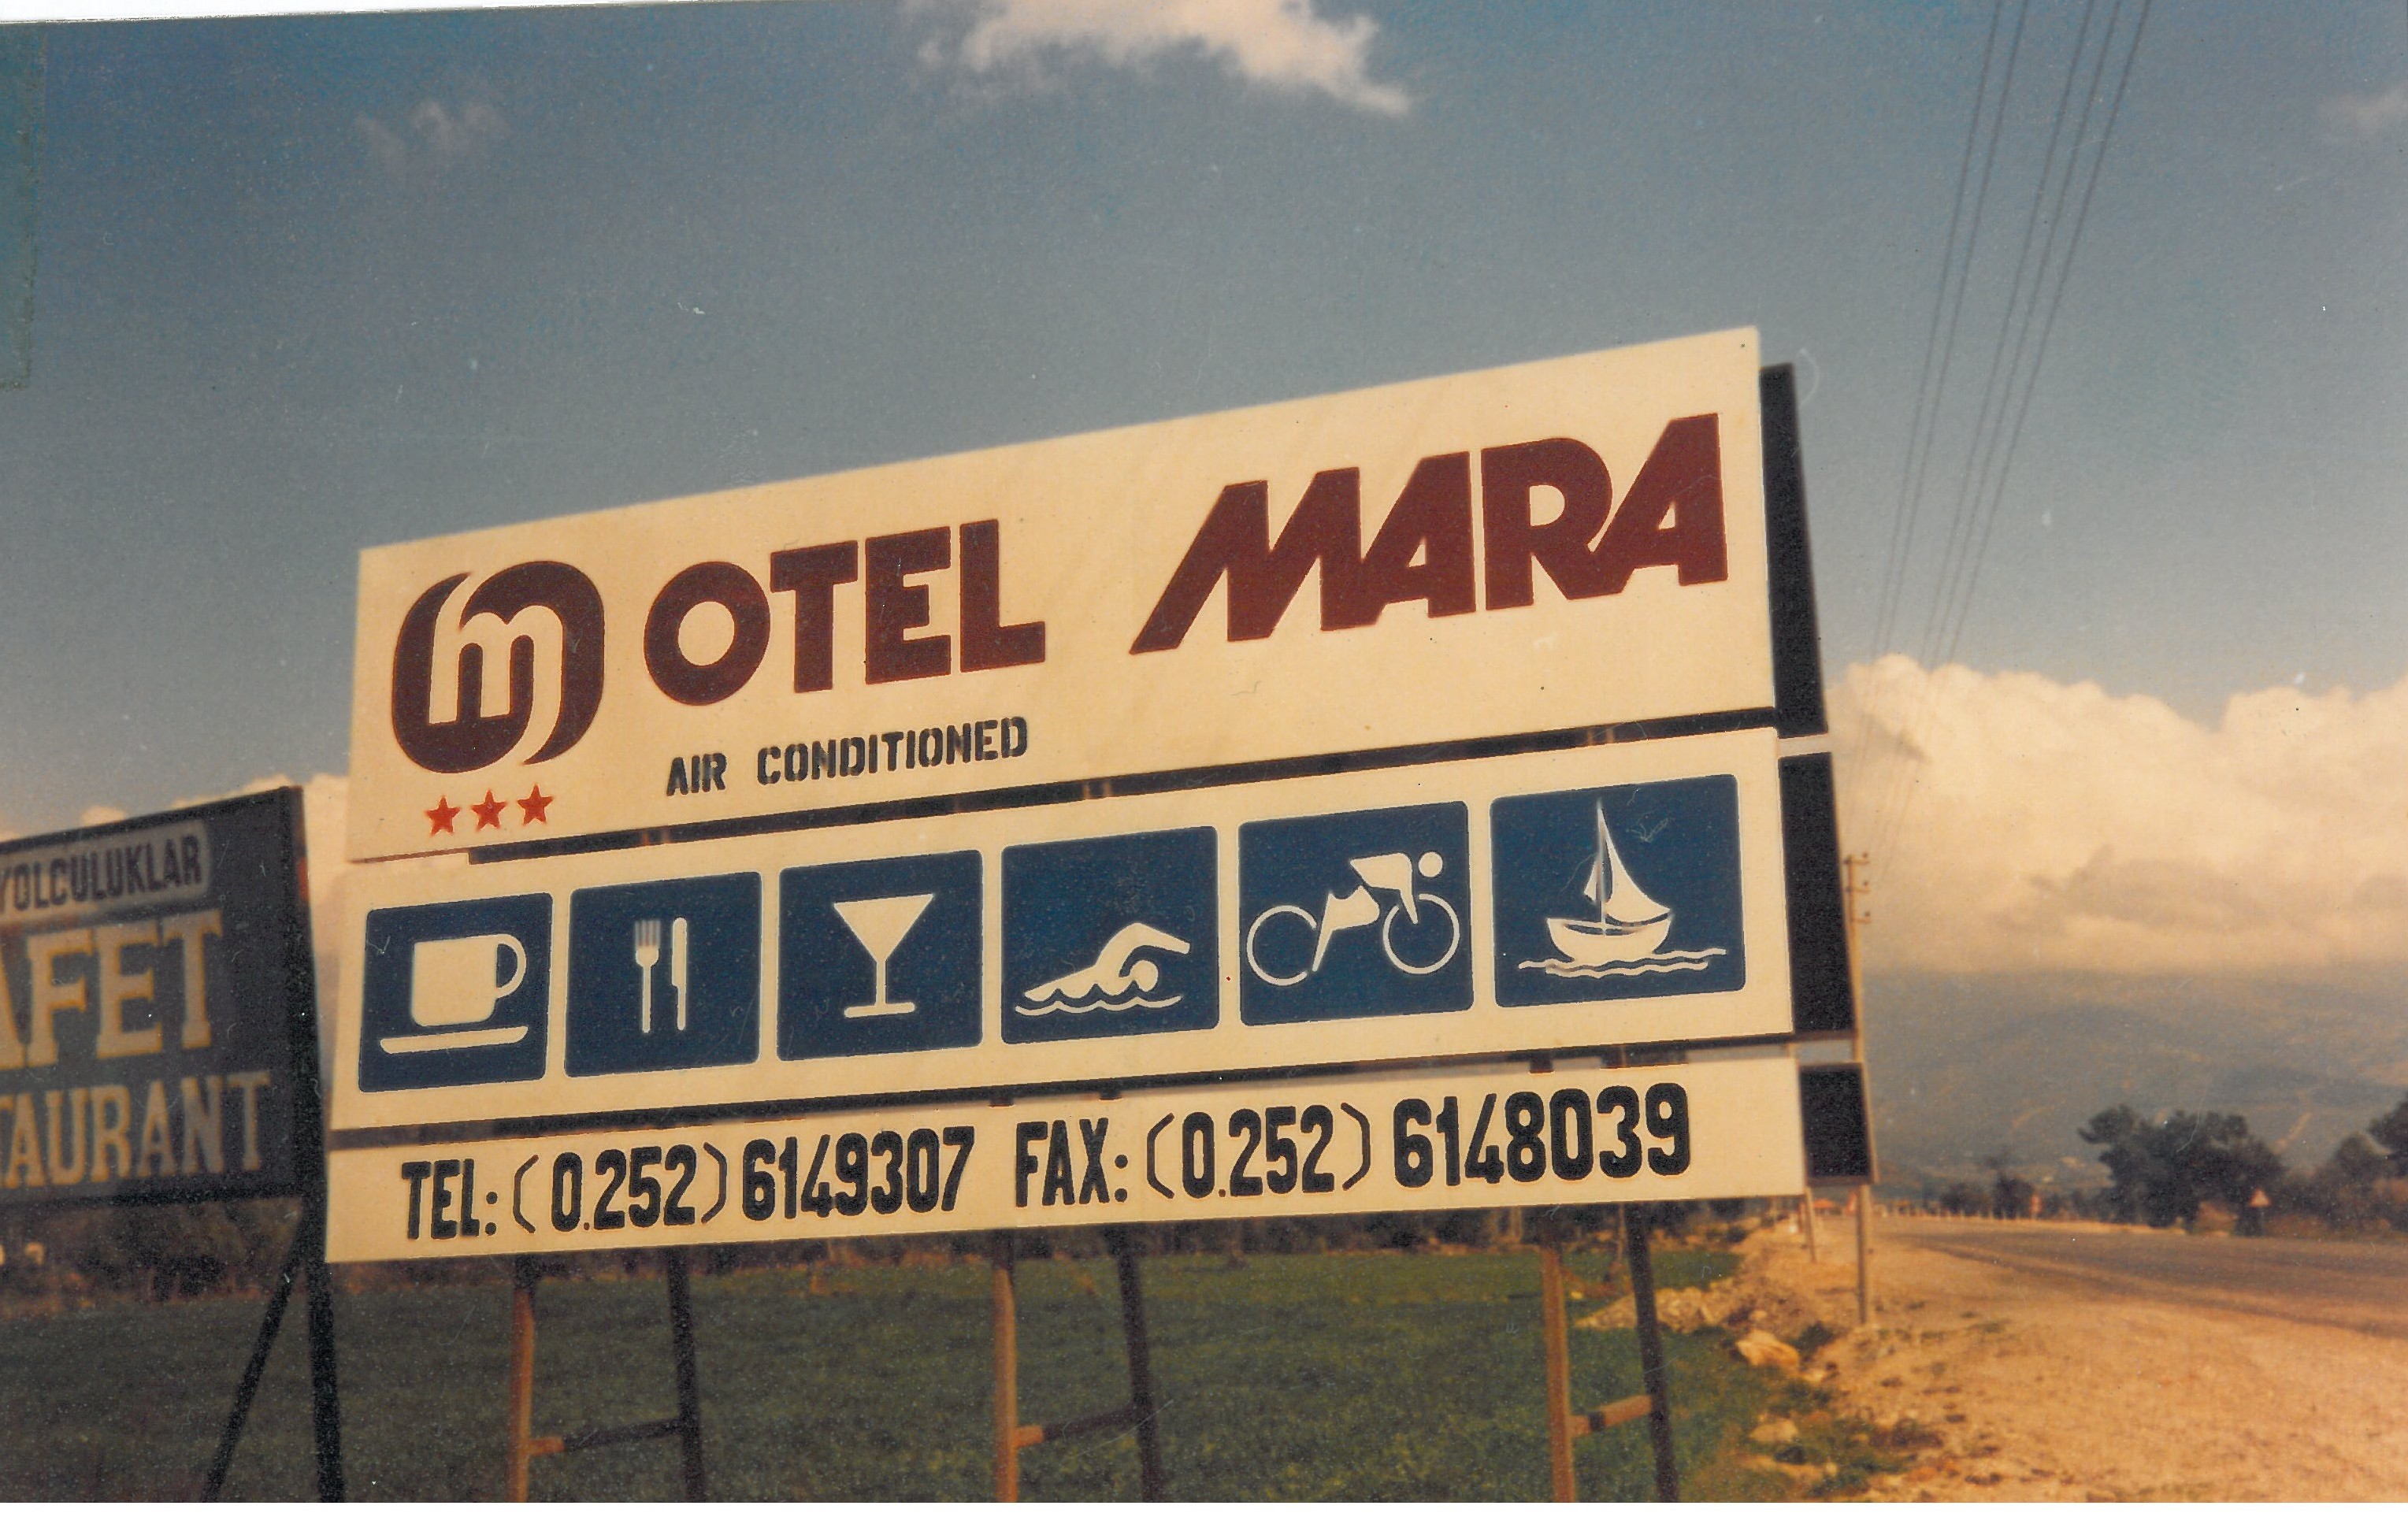 m OTEL MARA
AIR CONDITIONED
TEL: (0.252) 6149307 FAX: (0.252) 6148039
YOLCULUKLAR
AFET
TAURANT